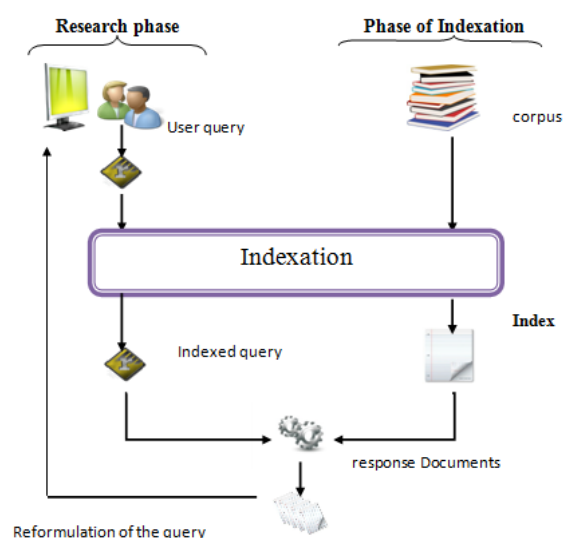 Research phase
Phase of Indexation
User query
corpus
Indexation
Index
Indexed query
response Documents
Reformulation of the query